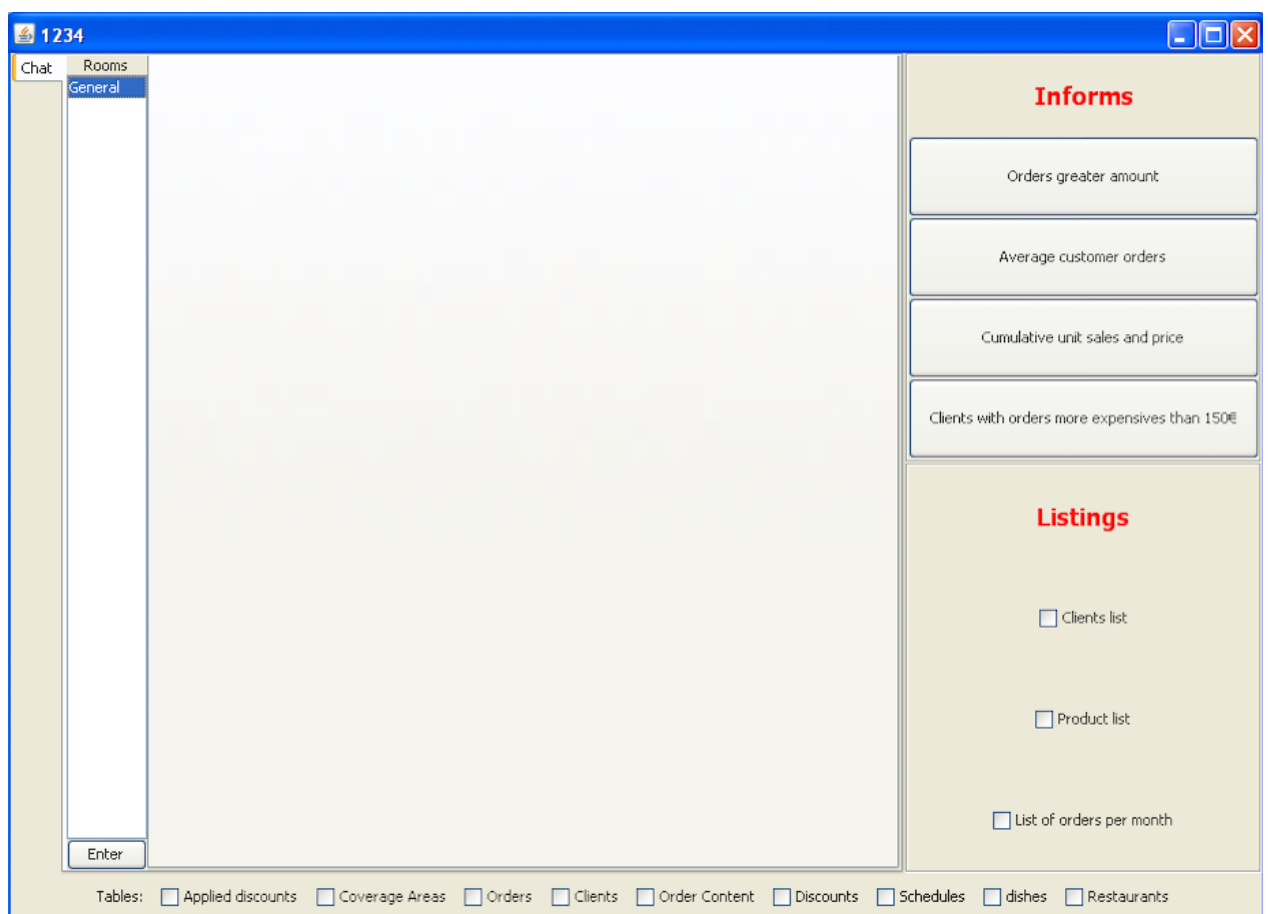 1234
Chat
Rooms
General
Enter
Informs
Orders greater amount
Average customer orders
Cumulative unit sales and price
Clients with orders more expensives than 150€
Listings
Clients list
Product list
List of orders per month
Tables: Applied discounts Coverage Areas Orders Clients Order Content Discounts Schedules dishes Restaurants